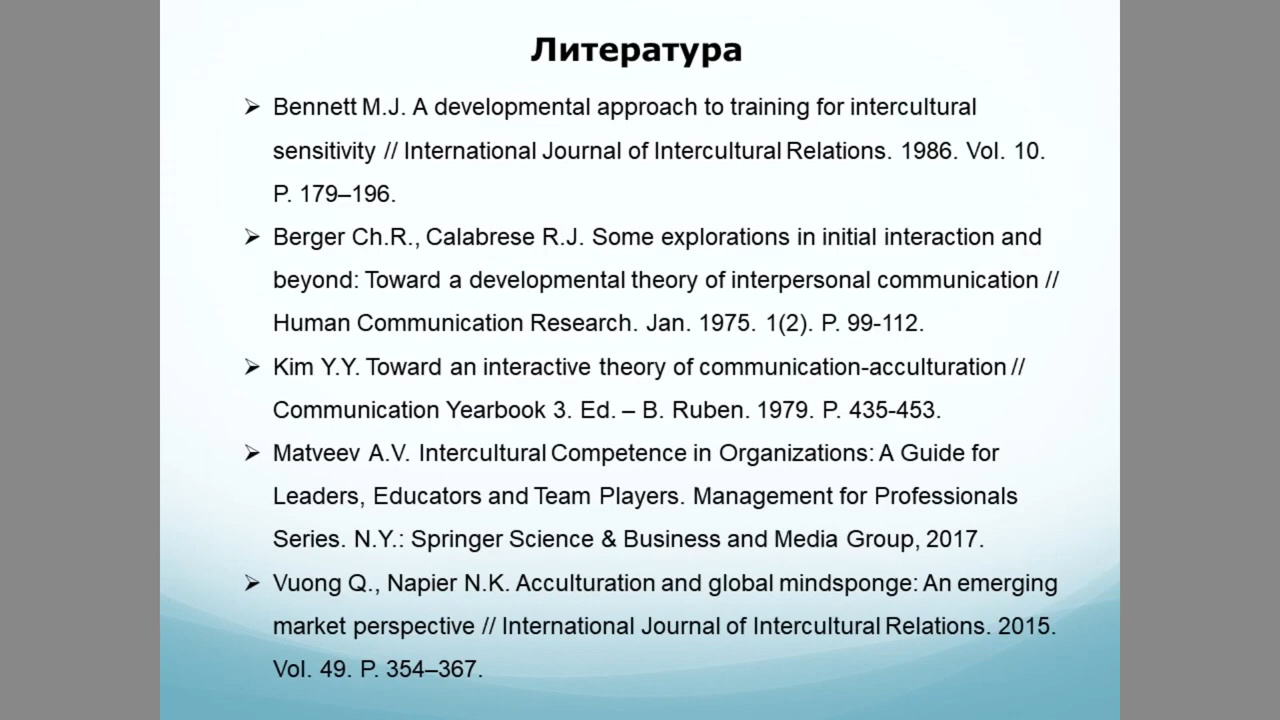 Литература
➢ Bennett M.J. A developmental approach to training for intercultural
sensitivity // International Journal of Intercultural Relations. 1986. Vol. 10.
P. 179–196.
➢ Berger Ch.R., Calabrese R.J. Some explorations in initial interaction and
beyond: Toward a developmental theory of interpersonal communication //
Human Communication Research. Jan. 1975. 1(2). P. 99-112.
➢ Kim Y.Y. Toward an interactive theory of communication-acculturation //
Communication Yearbook 3. Ed. – B. Ruben. 1979. P. 435-453.
➢ Matveev A.V. Intercultural Competence in Organizations: A Guide for
Leaders, Educators and Team Players. Management for Professionals
Series. N.Y.: Springer Science & Business and Media Group, 2017.
➢ Vuong Q., Napier N.K. Acculturation and global mindsponge: An emerging
market perspective // International Journal of Intercultural Relations. 2015.
Vol. 49. P. 354–367.